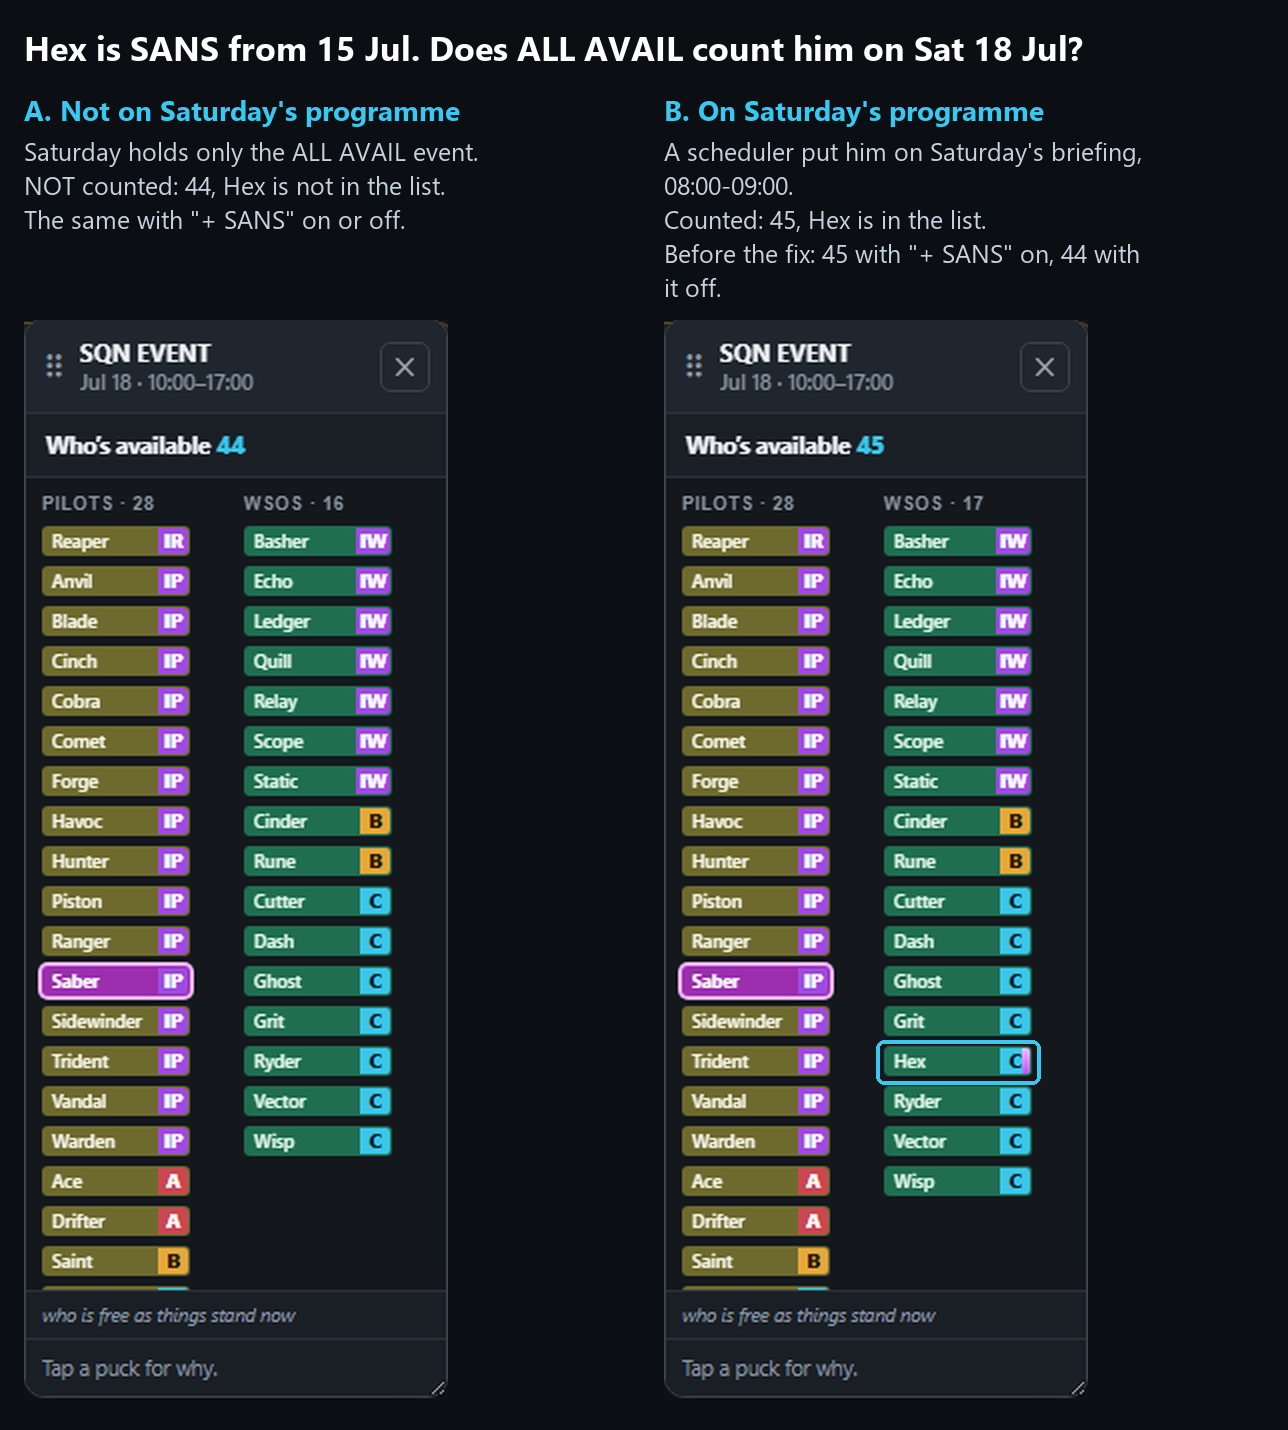 Hex is SANS from 15 Jul. Does ALL AVAIL count him on Sat 18 Jul?
A. Not on Saturday's programme
Saturday holds only the ALL AVAIL event.
NOT counted: 44, Hex is not in the list.
The same with "+ SANS" on or off.
SQN EVENT
Jul 18 · 10:00–17:00
Who's available 44
PILOTS · 28
Reaper IR
Anvil IP
Blade IP
Cinch IP
Cobra IP
Comet IP
Forge IP
Havoc IP
Hunter IP
Piston IP
Ranger IP
Saber IP
Sidewinder IP
Trident IP
Vandal IP
Warden IP
Ace A
Drifter A
Saint B
WSOS · 16
Basher IW
Echo IW
Ledger IW
Quill IW
Relay IW
Scope IW
Static IW
Cinder B
Rune B
Cutter C
Dash C
Ghost C
Grit C
Ryder C
Vector C
Wisp C
who is free as things stand now
Tap a puck for why.
B. On Saturday's programme
A scheduler put him on Saturday's briefing,
08:00-09:00.
Counted: 45, Hex is in the list.
Before the fix: 45 with "+ SANS" on, 44 with
it off.
SQN EVENT
Jul 18 · 10:00–17:00
Who's available 45
PILOTS · 28
Reaper IR
Anvil IP
Blade IP
Cinch IP
Cobra IP
Comet IP
Forge IP
Havoc IP
Hunter IP
Piston IP
Ranger IP
Saber IP
Sidewinder IP
Trident IP
Vandal IP
Warden IP
Ace A
Drifter A
Saint B
WSOS · 17
Basher IW
Echo IW
Ledger IW
Quill IW
Relay IW
Scope IW
Static IW
Cinder B
Rune B
Cutter C
Dash C
Ghost C
Grit C
Hex C
Ryder C
Vector C
Wisp C
who is free as things stand now
Tap a puck for why.